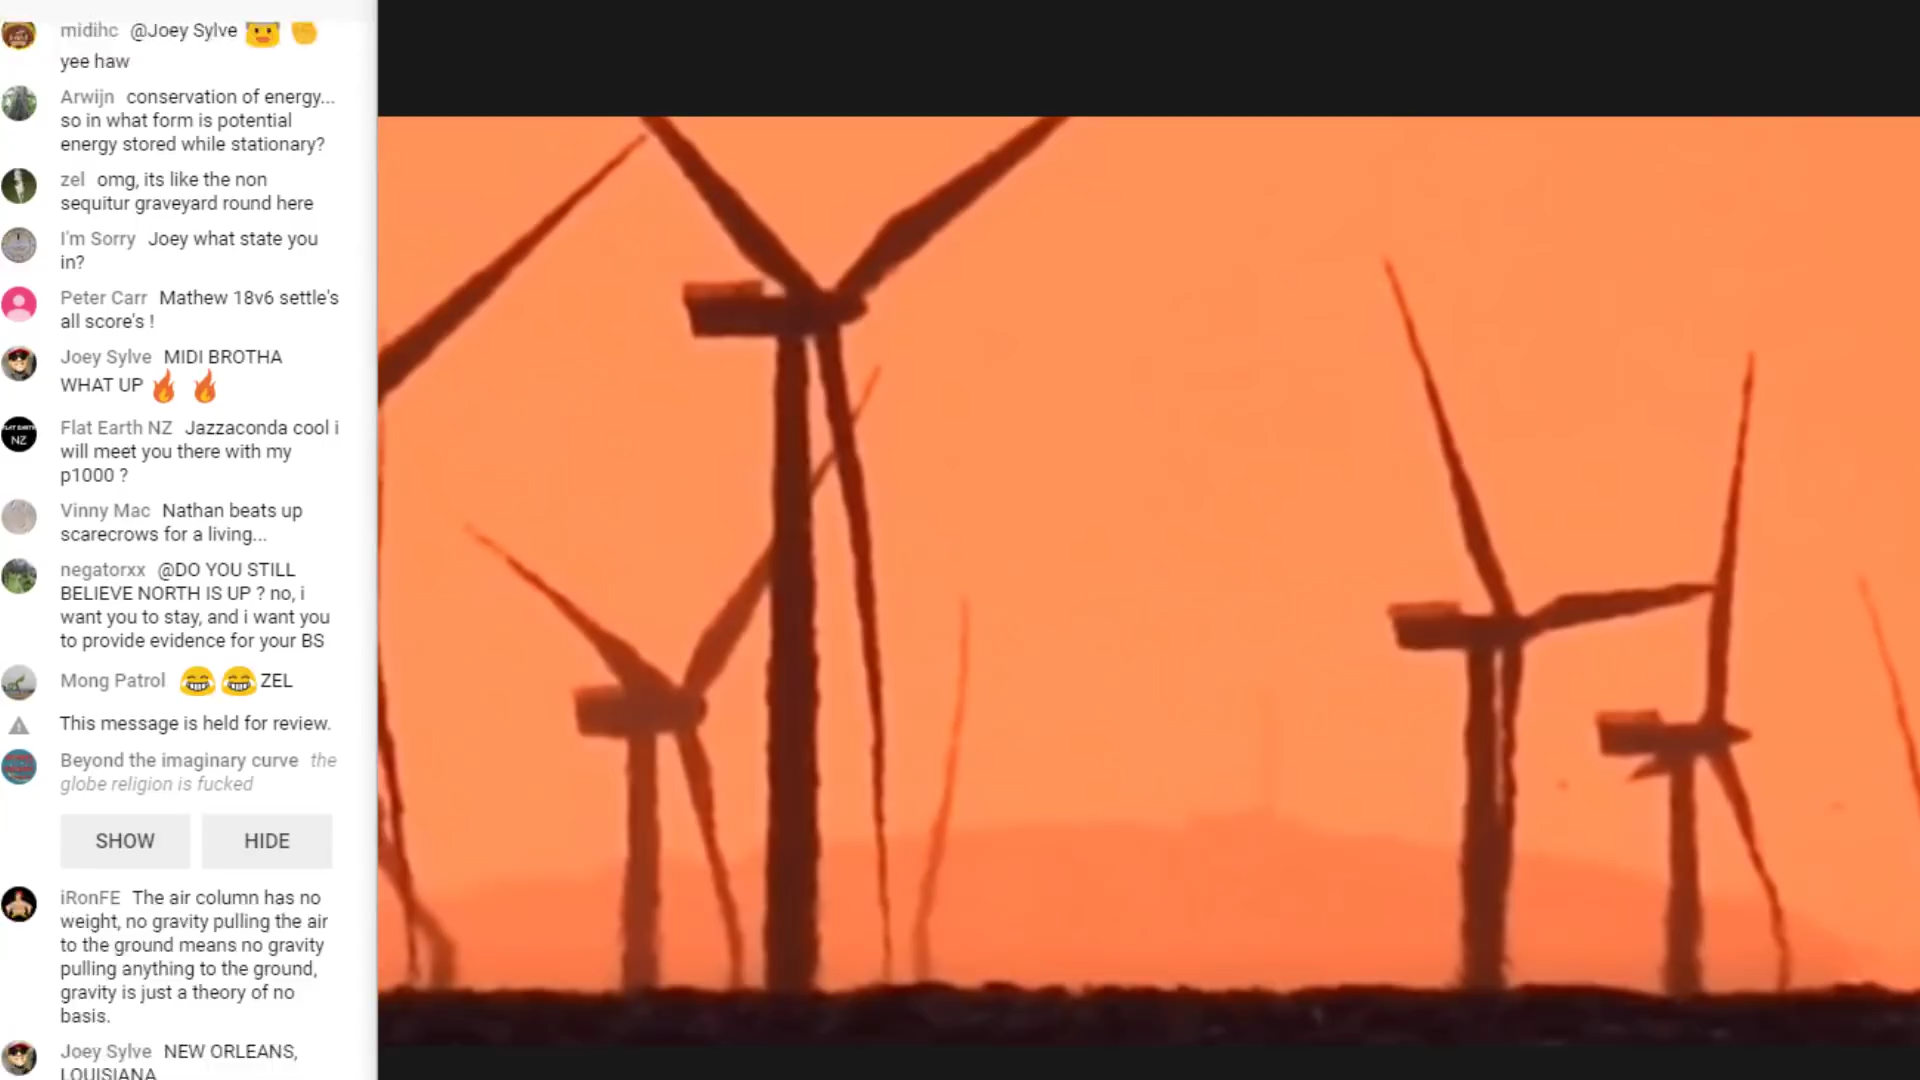 midihc @Joey Sylve
yee haw
Arwijn conservation of energy...
so in what form is potential
energy stored while stationary?
zel omg, its like the non
sequitur graveyard round here
I'm Sorry Joey what state you
in?
Peter Carr Mathew 18v6 settle's
all score's !
Joey Sylve MIDI BROTHA
WHAT UP
FLAT EARTH
NZ
Flat Earth NZ Jazzaconda cool i
will meet you there with my
p1000 ?
Vinny Mac Nathan beats up
scarecrows for a living...
negatorxx @DO YOU STILL
BELIEVE NORTH IS UP ? no, i
want you to stay, and i want you
to provide evidence for your BS
Mong Patrol ZEL
This message is held for review.
Beyond the imaginary curve the
globe religion is fucked
SHOW HIDE
iRonFE The air column has no
weight, no gravity pulling the air
to the ground means no gravity
pulling anything to the ground,
gravity is just a theory of no
basis.
Joey Sylve NEW ORLEANS,
LOUISIANA